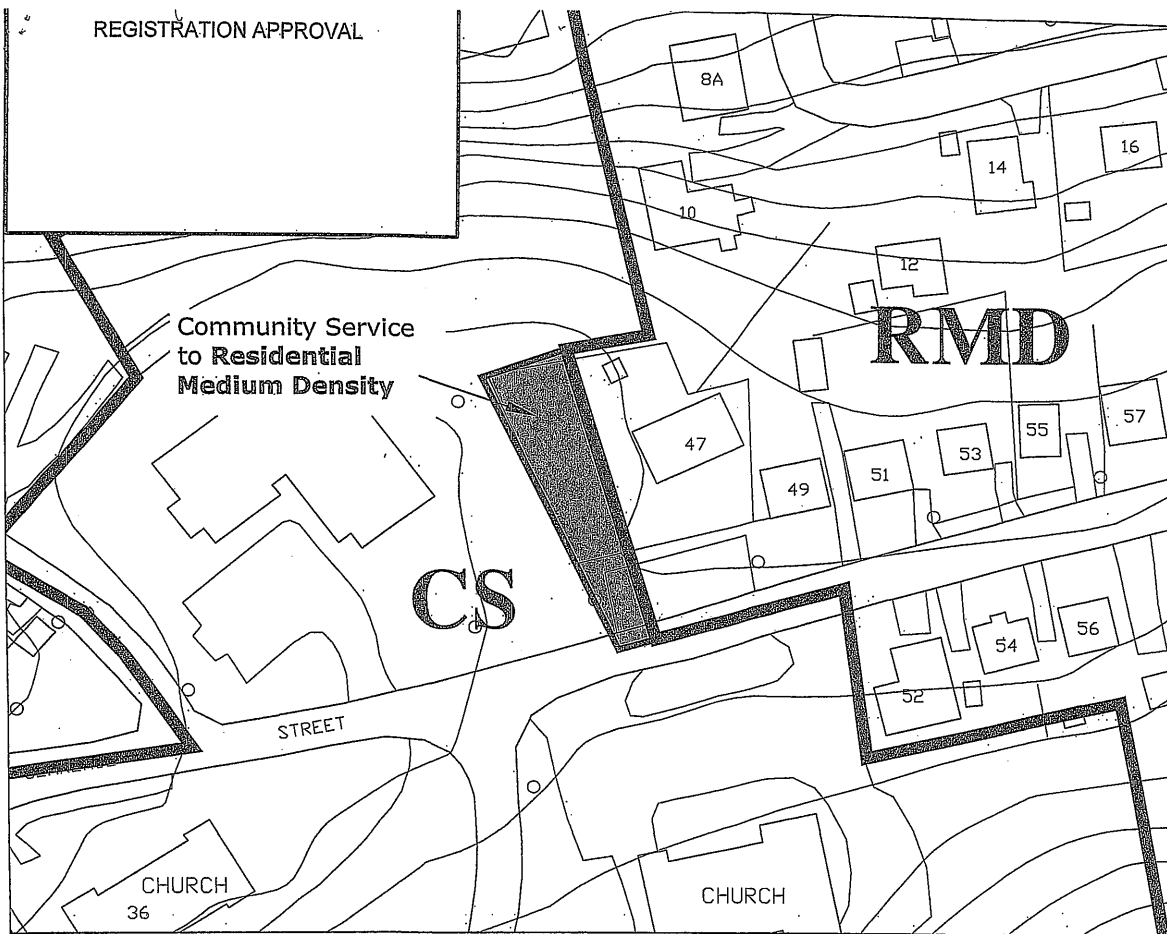 REGISTRATION APPROVAL
8A
16
14
10
12
Community Service
to Residential
Medium Density
RMD
57
55
53
47
51
49
CS
56
54
52
STREET
CHURCH
36
CHURCH